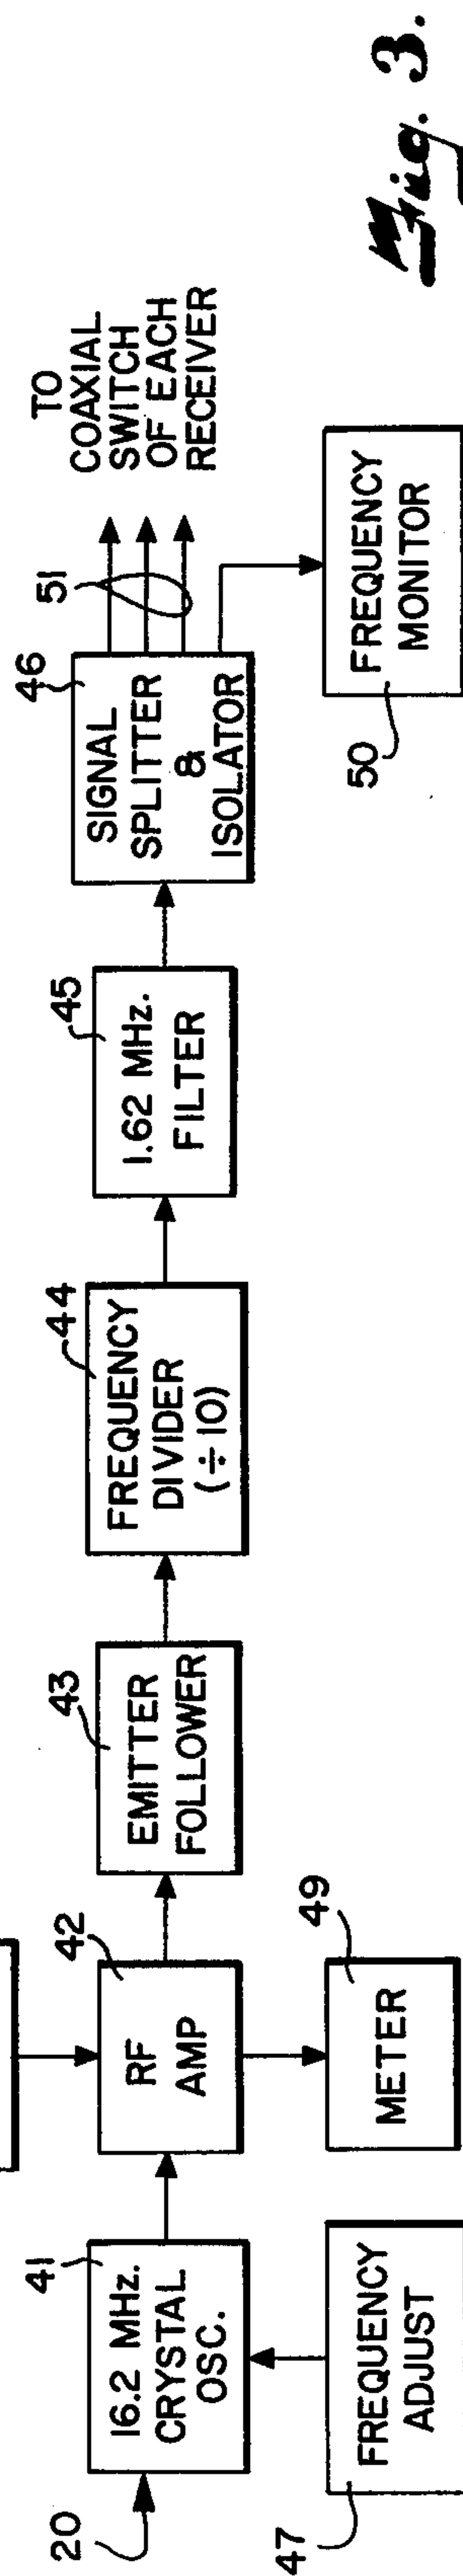 20
41
16.2 MHz.
CRYSTAL
OSC.
47
FREQUENCY
ADJUST
42
RF
AMP
49
METER
43
EMITTER
FOLLOWER
44
FREQUENCY
DIVIDER
(÷10)
45
1.62 MHz.
FILTER
46
SIGNAL
SPLITTER
&
ISOLATOR
51
TO
COAXIAL
SWITCH
OF EACH
RECEIVER
50
FREQUENCY
MONITOR
Fig. 3.